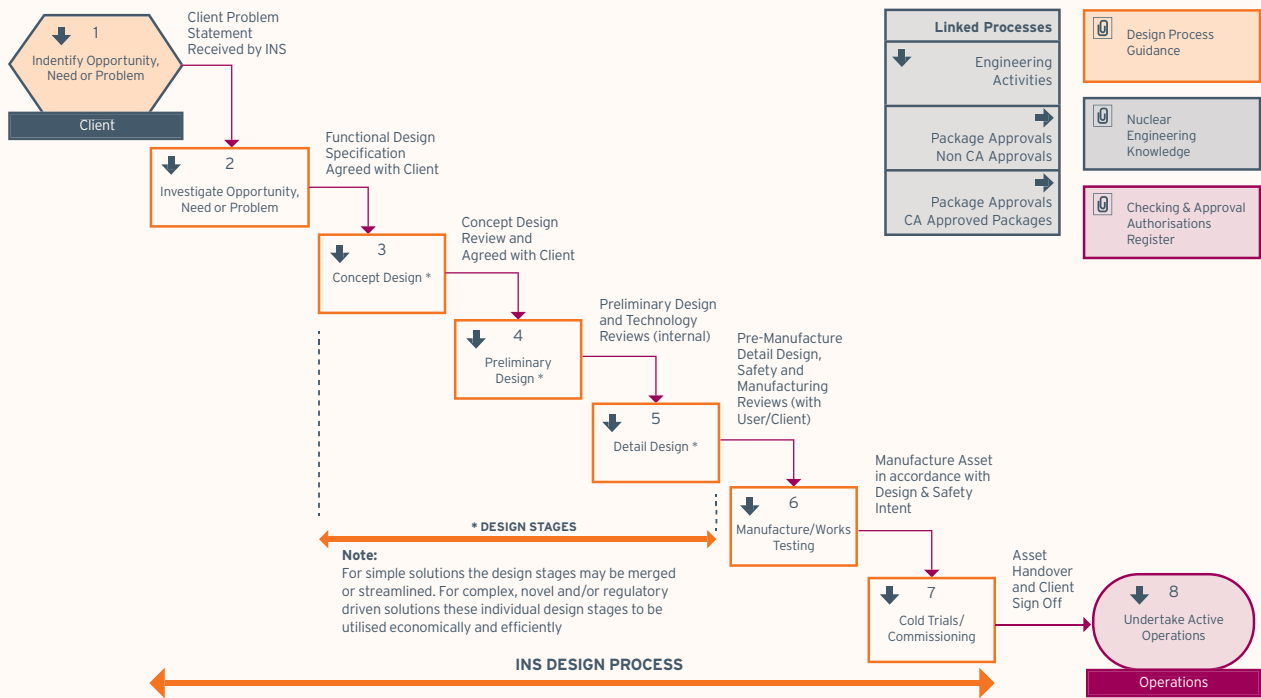 1
Indentify Opportunity,
Need or Problem
Client
Client Problem
Statement
Received by INS
2
Investigate Opportunity,
Need or Problem
Functional Design
Specification
Agreed with Client
3
Concept Design *
Concept Design
Review and
Agreed with Client
4
Preliminary
Design *
Preliminary Design
and Technology
Reviews (internal)
5
Detail Design *
Pre-Manufacture
Detail Design,
Safety and
Manufacturing
Reviews (with
User/Client)
6
Manufacture/Works
Testing
Manufacture Asset
in accordance with
Design & Safety
Intent
7
Cold Trials/
Commissioning
Asset
Handover
and Client
Sign Off
8
Undertake Active
Operations
Operations
Linked Processes
Engineering
Activities
Package Approvals
Non CA Approvals
Package Approvals
CA Approved Packages
Design Process
Guidance
Nuclear
Engineering
Knowledge
Checking & Approval
Authorisations
Register
* DESIGN STAGES
Note:
For simple solutions the design stages may be merged
or streamlined. For complex, novel and/or regulatory
driven solutions these individual design stages to be
utilised economically and efficiently
INS DESIGN PROCESS